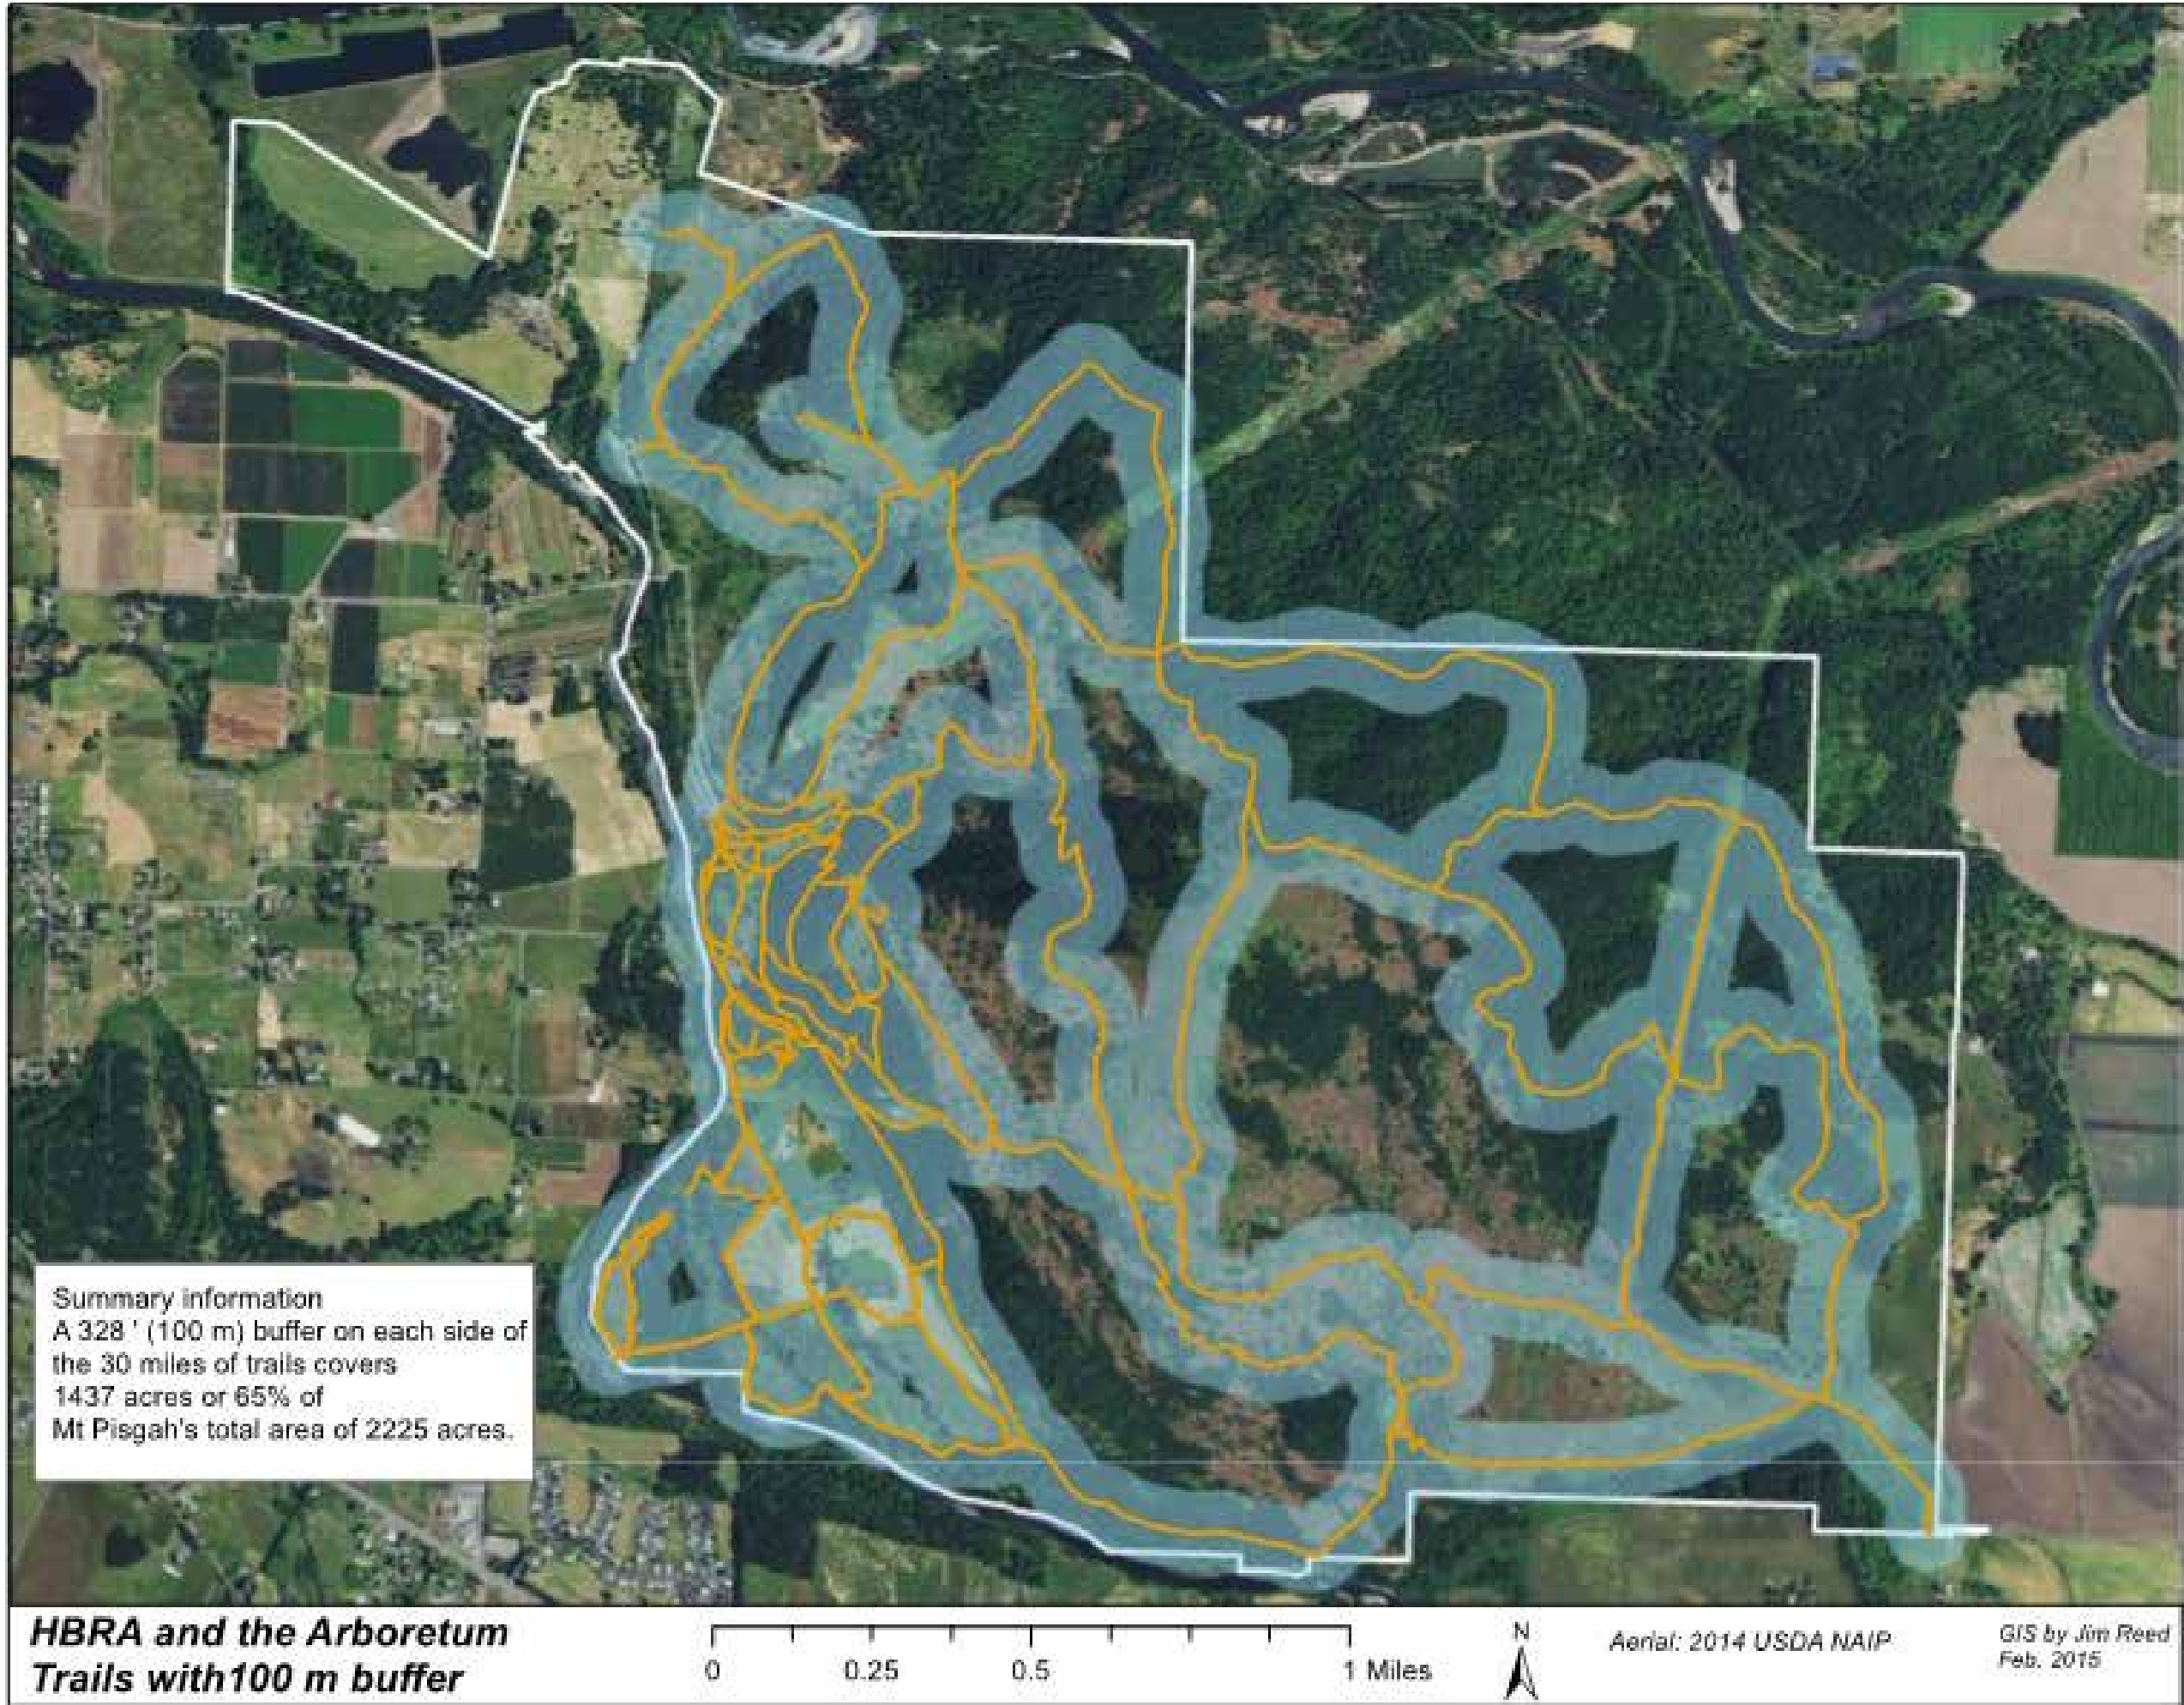 Summary information
A 328 ' (100 m) buffer on each side of
the 30 miles of trails covers
1437 acres or 65% of
Mt Pisgah's total area of 2225 acres.
HBRA and the Arboretum
Trails with100 m buffer
0 0.25 0.5 1 Miles
N
Aerial: 2014 USDA NAIP
GIS by Jim Reed
Feb. 2015